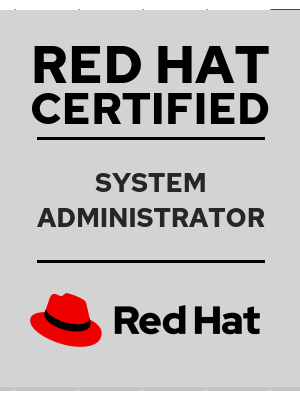 RED HAT
CERTIFIED
SYSTEM
ADMINISTRATOR
Red Hat